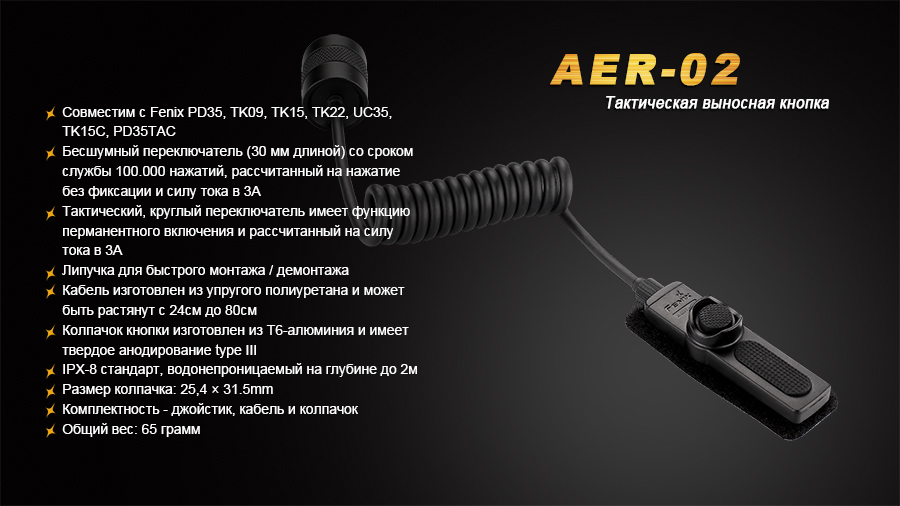 AER-02
Тактическая выносная кнопка
Совместим с Fenix PD35, TK09, TK15, TK22, UC35,
TK15C, PD35TAC
Бесшумный переключатель (30 мм длиной) со сроком
службы 100.000 нажатий, рассчитанный на нажатие
без фиксации и силу тока в 3А
Тактический, круглый переключатель имеет функцию
перманентного включения и рассчитанный на силу
тока в 3А
Липучка для быстрого монтажа / демонтажа
Кабель изготовлен из упругого полиуретана и может
быть растянут с 24см до 80см
Колпачок кнопки изготовлен из Т6-алюминия и имеет
твердое анодирование type III
IPX-8 стандарт, водонепроницаемый на глубине до 2м
Размер колпачка: 25,4 × 31.5mm
Комплектность - джойстик, кабель и колпачок
Общий вес: 65 грамм
FENIX